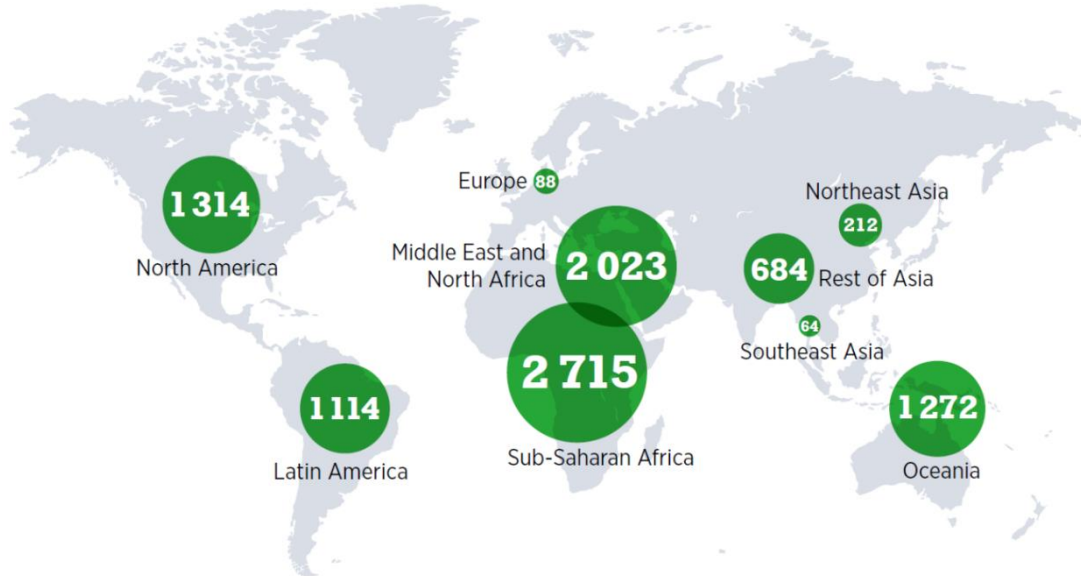 1 314
North America
Europe 88
Northeast Asia
212
Middle East and
North Africa
2 023
684
Rest of Asia
64
Southeast Asia
2 715
Sub-Saharan Africa
1 114
Latin America
1 272
Oceania